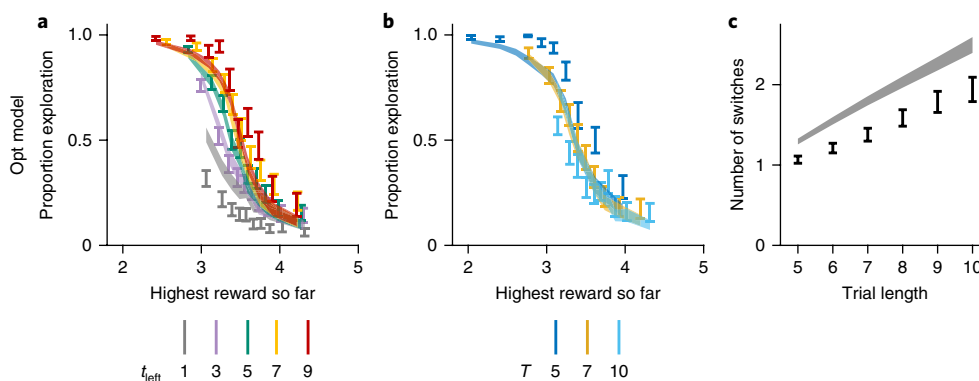 a
Opt model
Proportion exploration
1.0
0.5
0
2 3 4 5
Highest reward so far
t_left 1 3 5 7 9
b
Proportion exploration
1.0
0.5
0
2 3 4 5
Highest reward so far
T 5 7 10
c
Number of switches
2
1
0
5 6 7 8 9 10
Trial length